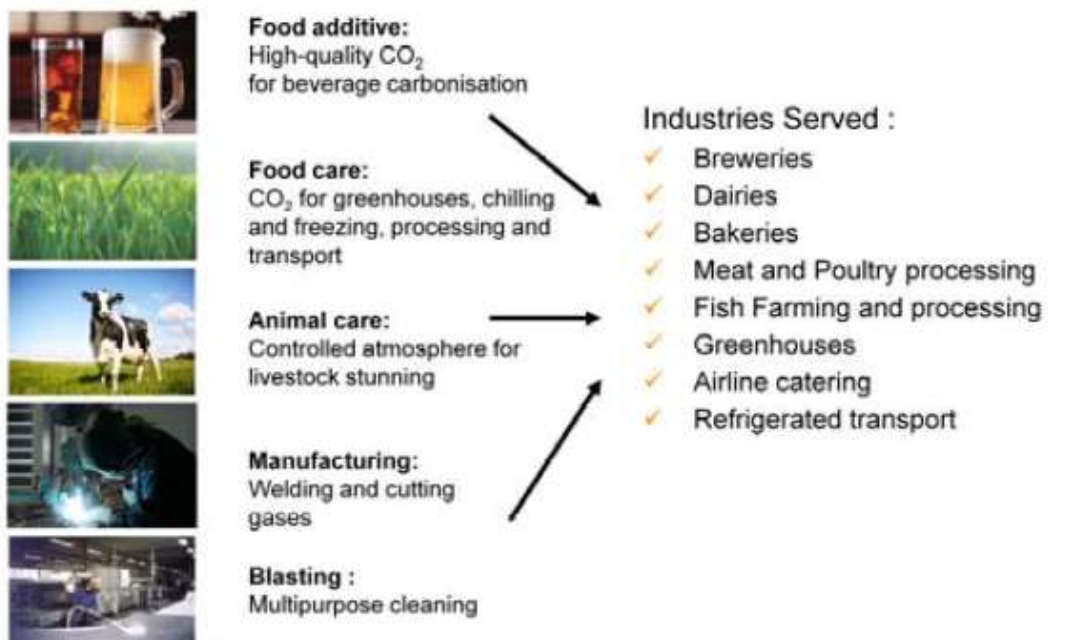 Food additive:
High-quality CO₂
for beverage carbonisation
Food care:
CO₂ for greenhouses, chilling
and freezing, processing and
transport
Animal care:
Controlled atmosphere for
livestock stunning
Manufacturing:
Welding and cutting
gases
Blasting :
Multipurpose cleaning
Industries Served :
✓ Breweries
✓ Dairies
✓ Bakeries
✓ Meat and Poultry processing
✓ Fish Farming and processing
✓ Greenhouses
✓ Airline catering
✓ Refrigerated transport